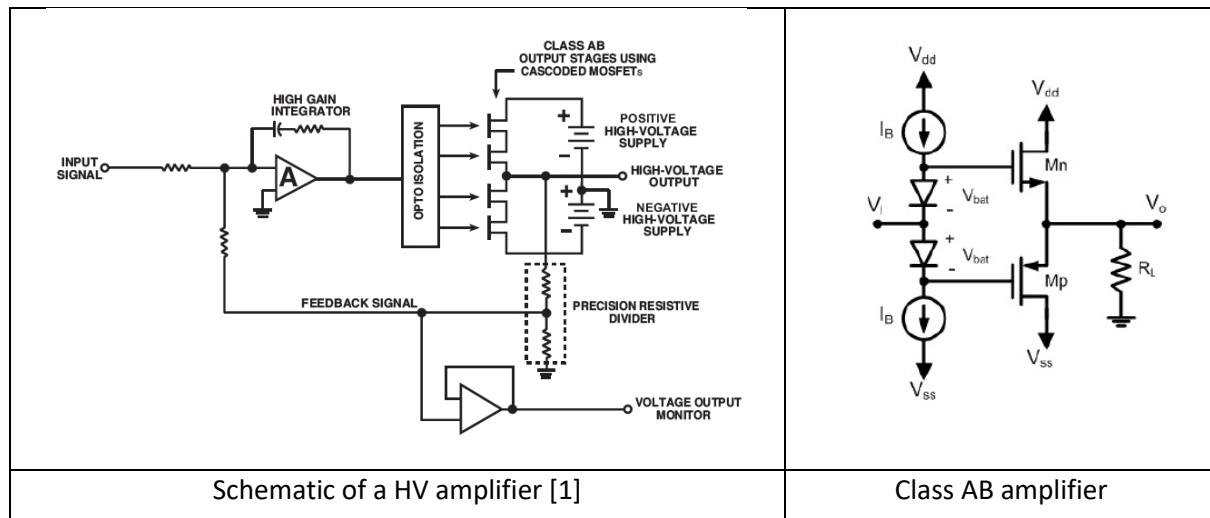 CLASS AB
OUTPUT STAGES USING
CASCODED MOSFETs
HIGH GAIN
INTEGRATOR
+
POSITIVE
HIGH-VOLTAGE
SUPPLY
–
INPUT
SIGNAL
A
OPTO ISOLATION
HIGH-VOLTAGE
OUTPUT
+
NEGATIVE
HIGH-VOLTAGE
SUPPLY
–
FEEDBACK SIGNAL
PRECISION RESISTIVE
DIVIDER
VOLTAGE OUTPUT
MONITOR
Schematic of a HV amplifier [1]
Vdd
Vdd
IB
Mn
+
Vbat
-
Vi
Vo
+
Vbat
-
Mp
RL
IB
Vss
Vss
Class AB amplifier